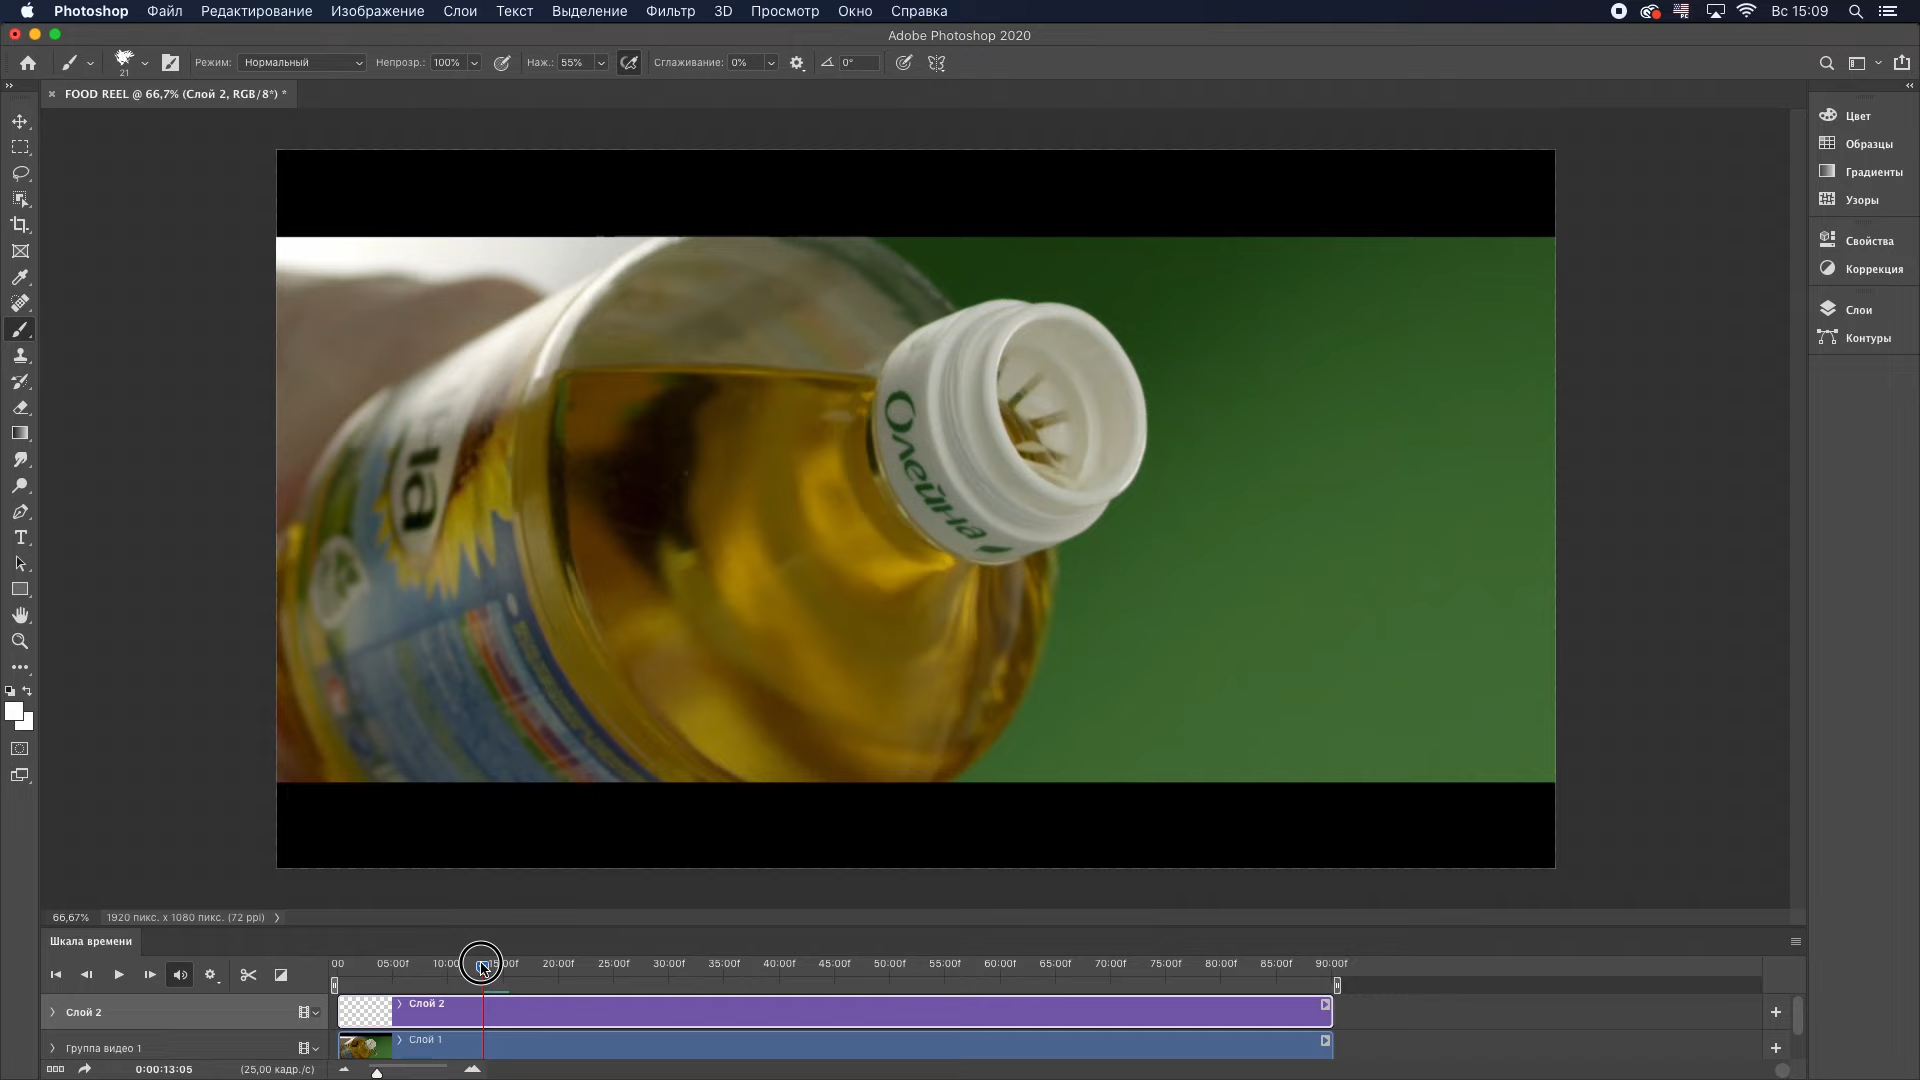 Photoshop Файл Редактирование Изображение Слои Текст Выделение Фильтр 3D Просмотр Окно Справка Вс 15:09
Adobe Photoshop 2020
21 Режим: Нормальный Непрозр.: 100% Наж.: 55% Сглаживание: 0% 0°
FOOD REEL @ 66,7% (Слой 2, RGB/8*) *
Цвет
Образцы
Градиенты
Узоры
Свойства
Коррекция
Слои
Контуры
Олейна
на
66,67% 1920 пикс. x 1080 пикс. (72 ppi)
Шкала времени
00 05:00f 10:00f 15:00f 20:00f 25:00f 30:00f 35:00f 40:00f 45:00f 50:00f 55:00f 60:00f 65:00f 70:00f 75:00f 80:00f 85:00f 90:00f
Слой 2 Слой 2
Группа видео 1 Слой 1
0:00:13:05 (25,00 кадр./с)